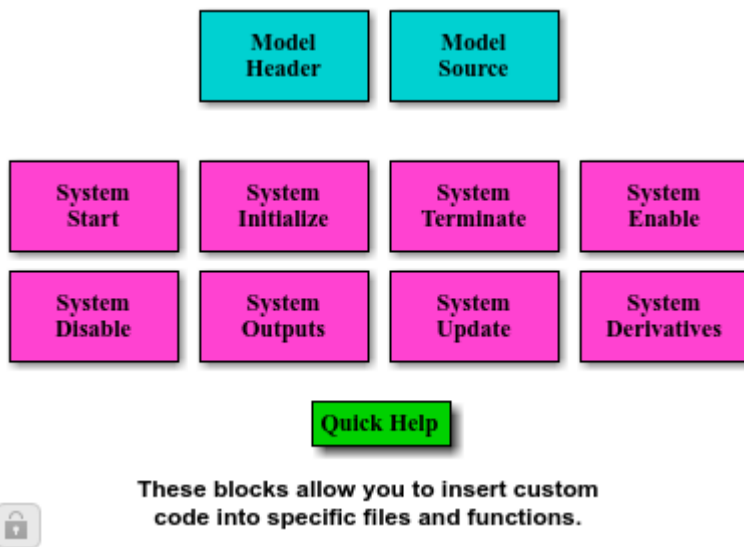 Model
Header
Model
Source
System
Start
System
Initialize
System
Terminate
System
Enable
System
Disable
System
Outputs
System
Update
System
Derivatives
Quick Help
These blocks allow you to insert custom
code into specific files and functions.